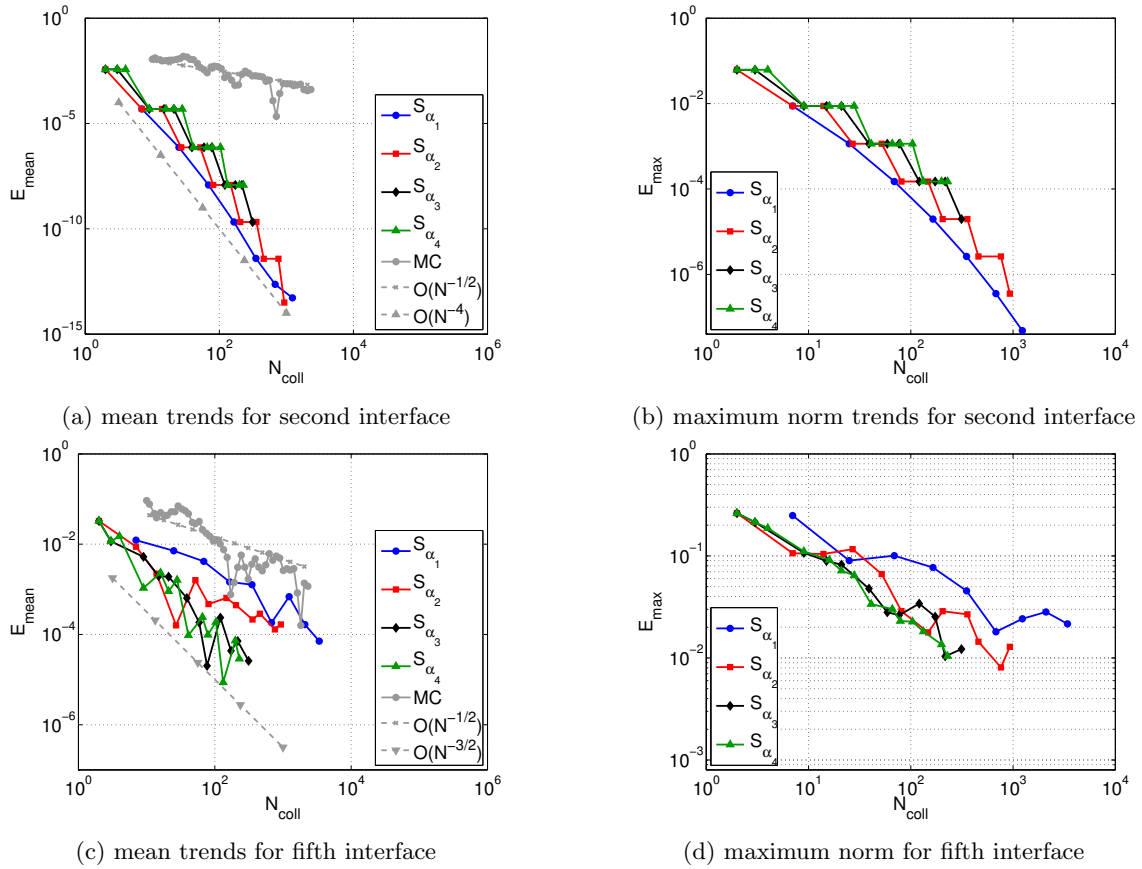 10^0
10^-5
10^-10
10^-15
E_mean
10^0
10^2
10^4
10^6
N_coll
S_α1
S_α2
S_α3
S_α4
MC
O(N^-1/2)
O(N^-4)
(a) mean trends for second interface
10^0
10^-2
10^-4
10^-6
E_max
10^0
10^1
10^2
10^3
10^4
N_coll
S_α1
S_α2
S_α3
S_α4
(b) maximum norm trends for second interface
10^0
10^-2
10^-4
10^-6
E_mean
10^0
10^2
10^4
10^6
N_coll
S_α1
S_α2
S_α3
S_α4
MC
O(N^-1/2)
O(N^-3/2)
(c) mean trends for fifth interface
10^0
10^-1
10^-2
10^-3
E_max
10^0
10^1
10^2
10^3
10^4
N_coll
S_α1
S_α2
S_α3
S_α4
(d) maximum norm for fifth interface